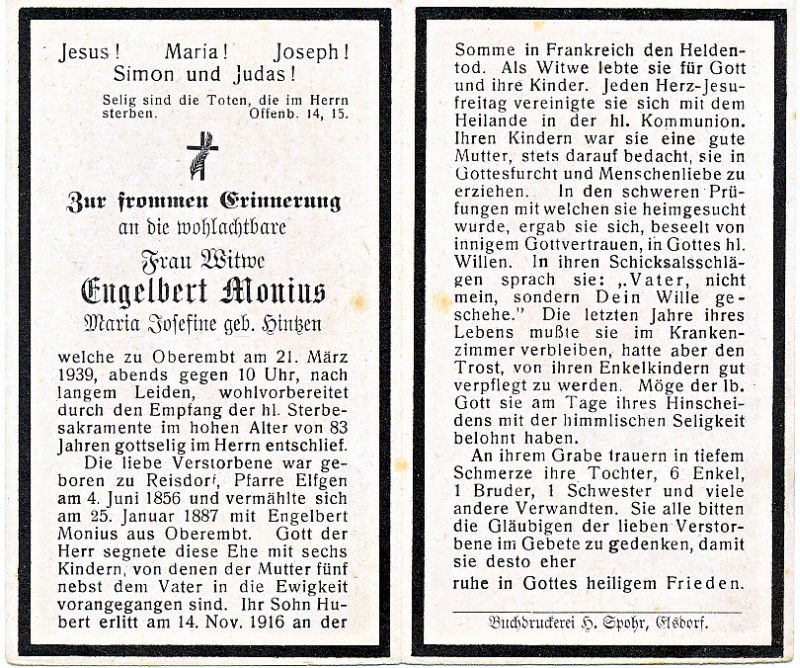 Jesus! Maria! Joseph!
Simon und Judas!
Selig sind die Toten, die im Herrn
sterben. Offenb. 14, 15.
Zur frommen Erinnerung
an die wohlachtbare
Frau Witwe
Engelbert Monius
Maria Josefine geb. Hintzen
welche zu Oberembt am 21. März
1939, abends gegen 10 Uhr, nach
langem Leiden, wohlvorbereitet
durch den Empfang der hl. Sterbe-
sakramente im hohen Alter von 83
Jahren gottselig im Herrn entschlief.
Die liebe Verstorbene war ge-
boren zu Reisdorf, Pfarre Elfgen
am 4. Juni 1856 und vermählte sich
am 25. Januar 1887 mit Engelbert
Monius aus Oberembt. Gott der
Herr segnete diese Ehe mit sechs
Kindern, von denen der Mutter fünf
nebst dem Vater in die Ewigkeit
vorangegangen sind. Ihr Sohn Hu-
bert erlitt am 14. Nov. 1916 an der
Somme in Frankreich den Helden-
tod. Als Witwe lebte sie für Gott
und ihre Kinder. Jeden Herz-Jesu-
freitag vereinigte sie sich mit dem
Heilande in der hl. Kommunion.
Ihren Kindern war sie eine gute
Mutter, stets darauf bedacht, sie in
Gottesfurcht und Menschenliebe zu
erziehen. In den schweren Prü-
fungen mit welchen sie heimgesucht
wurde, ergab sie sich, beseelt von
innigem Gottvertrauen, in Gottes hl.
Willen. In ihren Schicksalsschlä-
gen sprach sie: „Vater, nicht
mein, sondern Dein Wille ge-
schehe." Die letzten Jahre ihres
Lebens mußte sie im Kranken-
zimmer verbleiben, hatte aber den
Trost, von ihren Enkelkindern gut
verpflegt zu werden. Möge der lb.
Gott sie am Tage ihres Hinschei-
dens mit der himmlischen Seligkeit
belohnt haben.
An ihrem Grabe trauern in tiefem
Schmerze ihre Tochter, 6 Enkel,
1 Bruder, 1 Schwester und viele
andere Verwandten. Sie alle bitten
die Gläubigen der lieben Verstor-
bene im Gebete zu gedenken, damit
sie desto eher
ruhe in Gottes heiligem Frieden.
Buchdruckerei H. Spohr, Elsdorf.